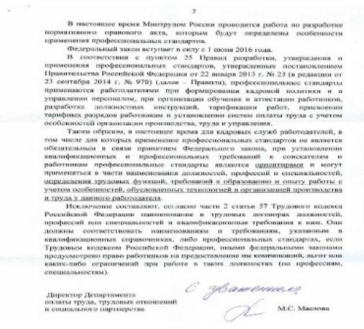 2
В настоящее время Минтрудом России проводится работа по разработке
нормативного правового акта, которым будут определены особенности
применения профессиональных стандартов.
Федеральный закон вступает в силу с 1 июля 2016 года.
В соответствии с пунктом 25 Правил разработки, утверждения и
применения профессиональных стандартов, утвержденных постановлением
Правительства Российской Федерации от 22 января 2013 г. № 23 (в редакции от
23 сентября 2014 г. № 970) (далее – Правила), профессиональные стандарты
применяются работодателями при формировании кадровой политики и в
управлении персоналом, при организации обучения и аттестации работников,
разработке должностных инструкций, тарификации работ, присвоении
тарифных разрядов работникам и установлении систем оплаты труда с учетом
особенностей организации производства, труда и управления.
Таким образом, в настоящее время для кадровых служб работодателей, в
том числе для которых применение профессиональных стандартов не является
обязательным в связи принятием Федерального закона, при установлении
квалификационных и профессиональных требований к соискателям и
работникам профессиональные стандарты являются ориентирами и могут
применяться в части наименования должностей, профессий и специальностей,
определения трудовых функций, требований к образованию и опыту работы с
учетом особенностей, обусловленных технологией и организацией производства
и труда у данного работодателя.
Исключение составляют, согласно части 2 статьи 57 Трудового кодекса
Российской Федерации наименование в трудовых договорах должностей,
профессий или специальностей и квалификационные требования к ним. Они
должны соответствовать наименованиям и требованиям, указанным в
квалификационных справочниках, либо профессиональных стандартах, если
Трудовым кодексом Российской Федерации, иными федеральными законами
предусмотрено право работников на предоставление им компенсаций, льгот или
каких-либо ограничений при работе в таких должностях (по профессиям,
специальностям).
С уважением
Директор Департамента
оплаты труда, трудовых отношений
и социального партнерства
М.С. Маслова